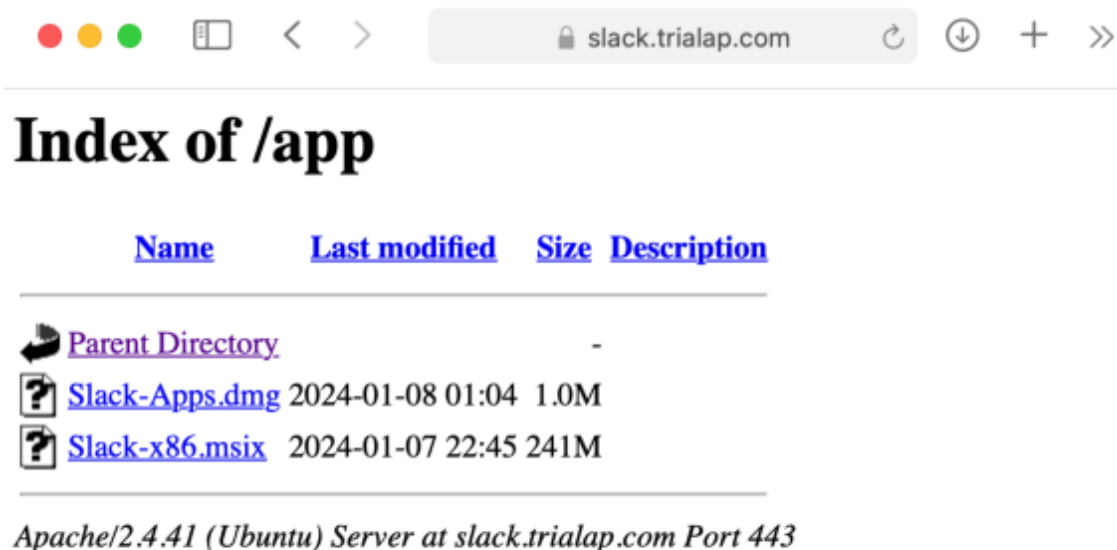 slack.trialap.com
Index of /app
Name Last modified Size Description
Parent Directory -
Slack-Apps.dmg 2024-01-08 01:04 1.0M
Slack-x86.msix 2024-01-07 22:45 241M
Apache/2.4.41 (Ubuntu) Server at slack.trialap.com Port 443